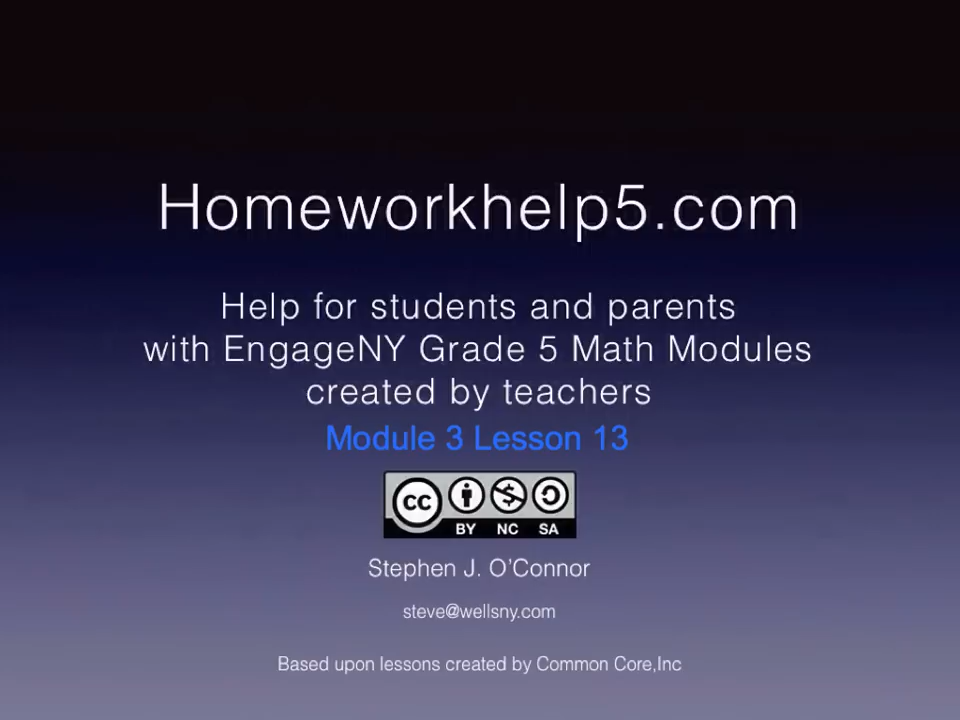 Homeworkhelp5.com
Help for students and parents
with EngageNY Grade 5 Math Modules
created by teachers
Module 3 Lesson 13
cc BY NC SA
Stephen J. O'Connor
steve@wellsny.com
Based upon lessons created by Common Core,Inc